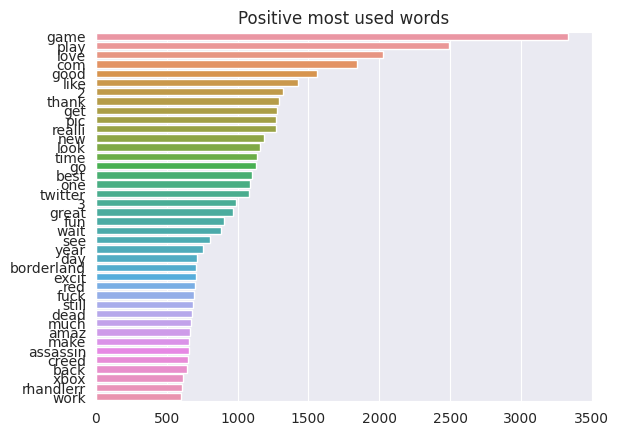 Positive most used words
game
play
love
com
good
like
2
thank
get
pic
realli
new
look
time
go
best
one
twitter
3
great
fun
wait
see
year
day
borderland
excit
red
fuck
still
dead
much
amaz
make
assassin
creed
back
xbox
rhandlerr
work
0 500 1000 1500 2000 2500 3000 3500